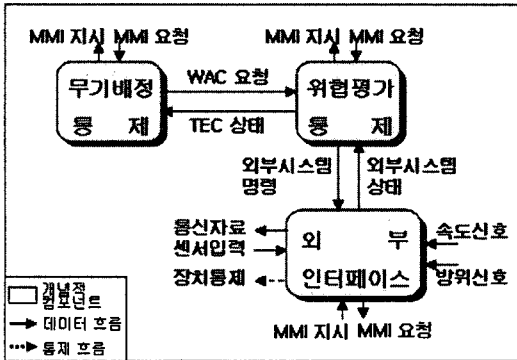 MMI 지시 MMI 요청 MMI 지시 MMI 요청
무기배정
통 제
WAC 요청
TEC 상태
위협평가
통 제
외부시스템
명령
외부시스템
상태
통신자료
센서입력
장치통제
외 부
인터페이스
속도신호
방위신호
MMI 지시 MMI 요청
개념적
컴포넌트
데이터 흐름
통제 흐름